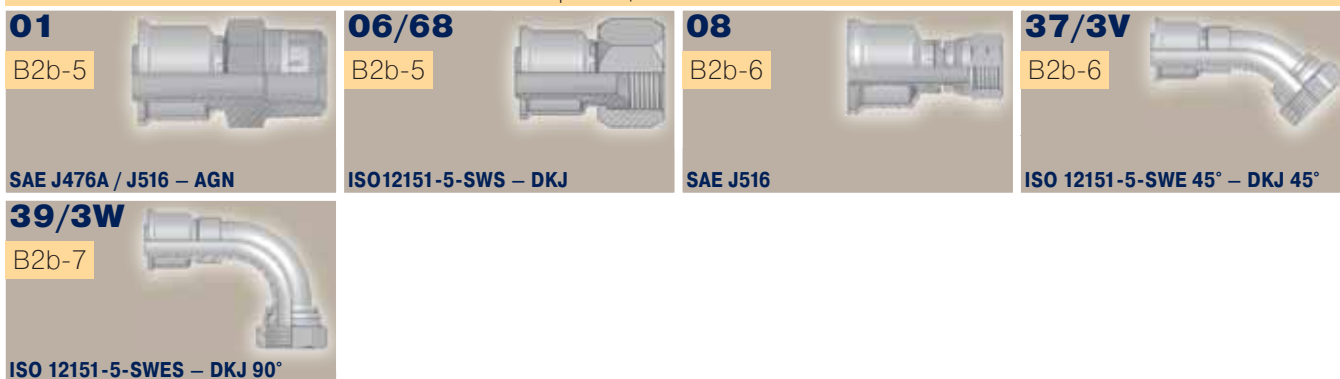 01
B2b-5
SAE J476A / J516 – AGN
06/68
B2b-5
ISO12151-5-SWS – DKJ
08
B2b-6
SAE J516
37/3V
B2b-6
ISO 12151-5-SWE 45° – DKJ 45°
39/3W
B2b-7
ISO 12151-5-SWES – DKJ 90°